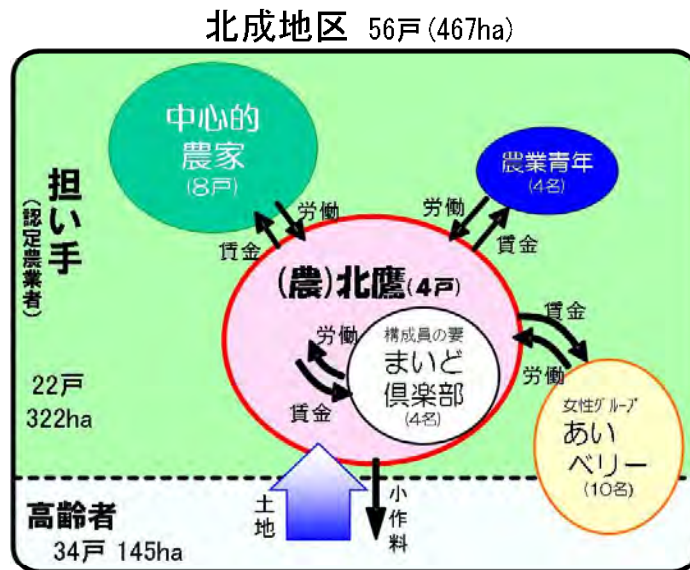 北成地区 56戸(467ha)
中心的
農家
(8戸)
農業青年
(4名)
担い手
(認定農業者)
労働
賃金
労働
賃金
(農)北鷹(4戸)
賃金
労働
労働
賃金
構成員の妻
まいど
倶楽部
(4名)
22戸
322ha
女性グループ
あい
ベリー
(10名)
土地
小作料
高齢者
34戸 145ha